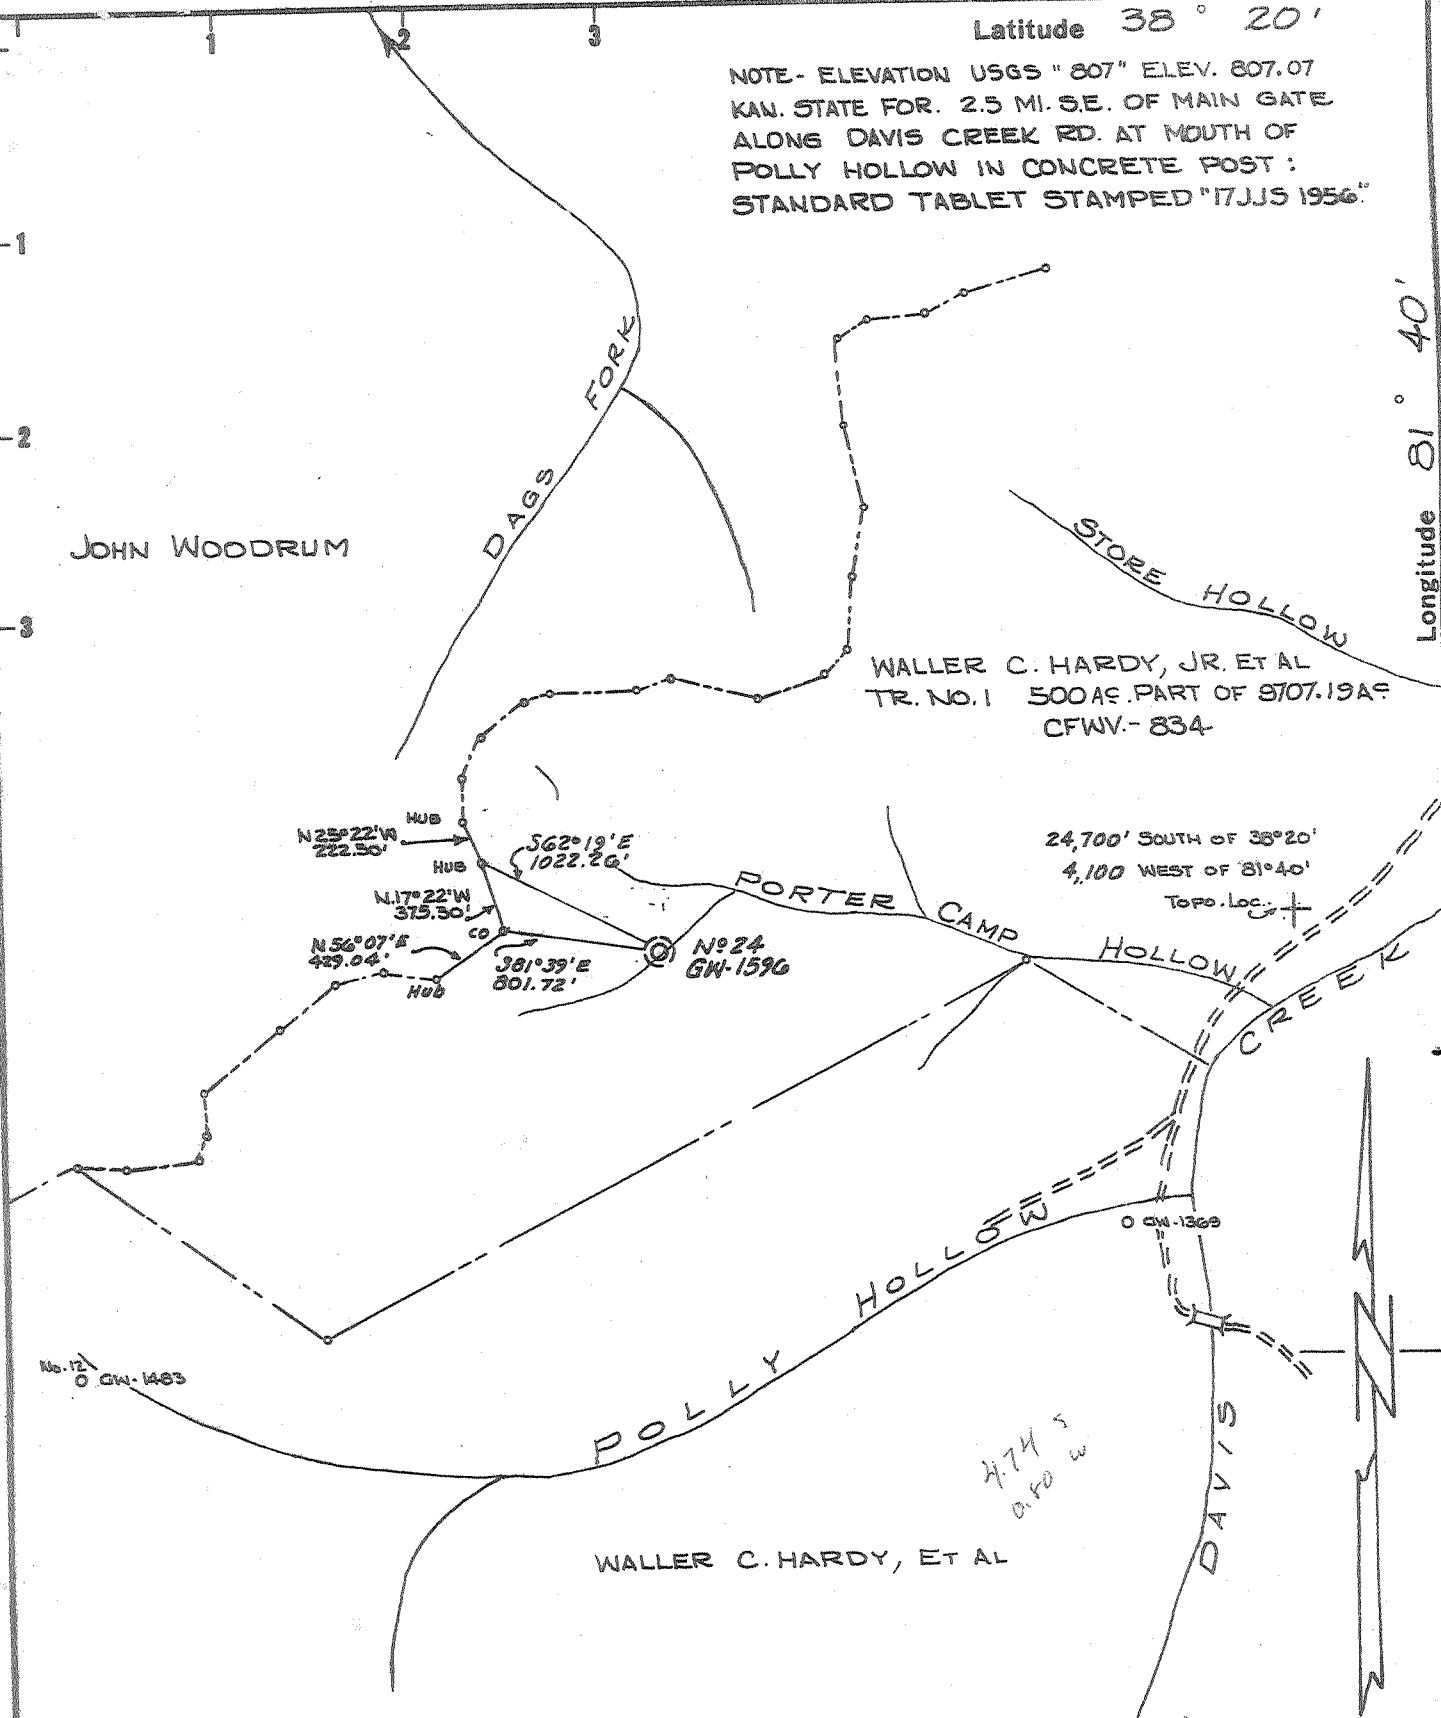 Latitude 38° 20'
1 2 3
NOTE- ELEVATION USGS "807" ELEV. 807.07
KAN. STATE FOR. 2.5 MI. S.E. OF MAIN GATE
ALONG DAVIS CREEK RD. AT MOUTH OF
POLLY HOLLOW IN CONCRETE POST :
STANDARD TABLET STAMPED "17JJS 1956"
1
2
3
Longitude 81° 40'
DAGS FORK
JOHN WOODRUM
STORE HOLLOW
WALLER C. HARDY, JR. ET AL
TR. NO. 1 500 AC. PART OF 9707.19 AC
CFWV.- 834
HUB
N 25°22'W
222.50'
S62°19'E
1022.26'
HUB
N.17°22'W
375.30'
CO
N 56°07'E
429.04'
Hub
S81°39'E
801.72'
Nº 24
GW-1596
PORTER CAMP HOLLOW
24,700' SOUTH OF 38°20'
4,100 WEST OF 81°40'
TOPO. LOC.
CREEK
O GW-1369
POLLY HOLLOW
No. 12
O GW-1483
N
4.74 S
0.80 W
DAVIS
WALLER C. HARDY, ET AL